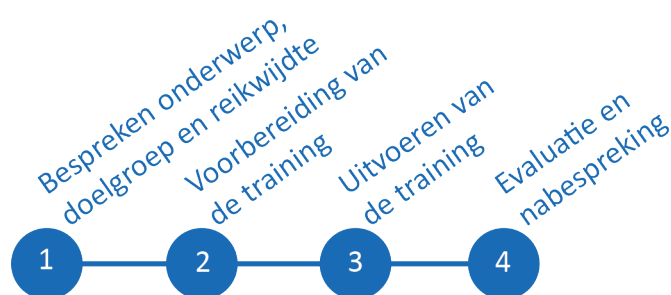 Bespreken onderwerp,
doelgroep en reikwijdte
Voorbereiding van
de training
Uitvoeren van
de training
Evaluatie en
nabespreking
1
2
3
4